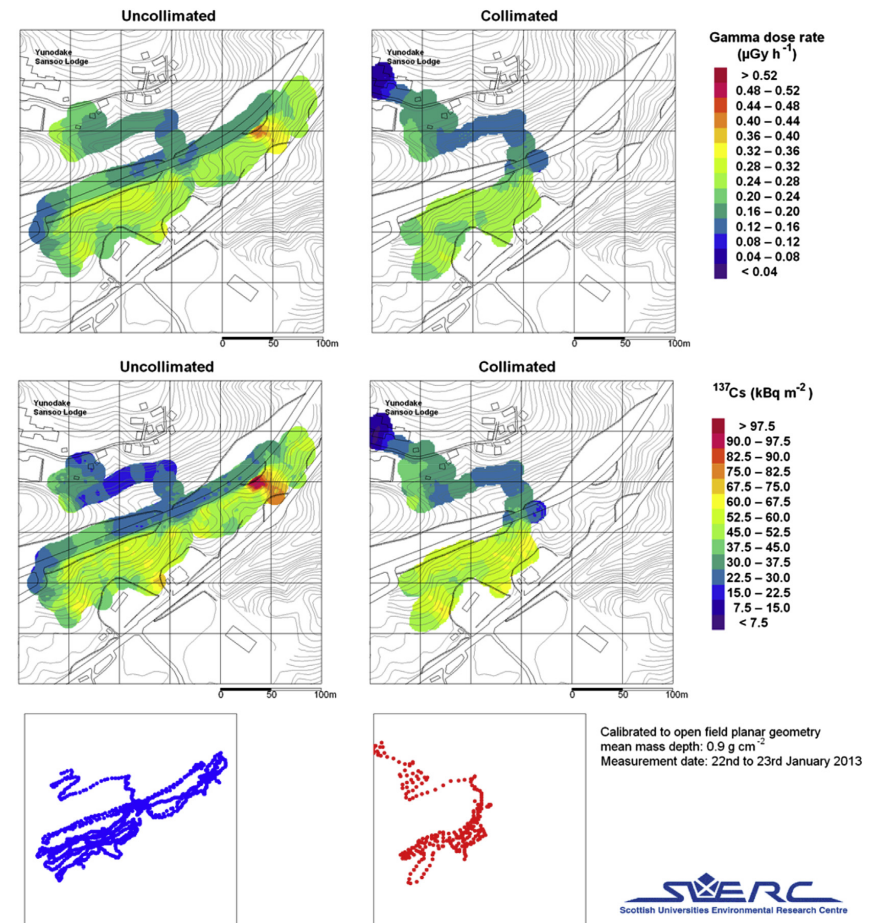 Uncollimated
Collimated
Gamma dose rate
(µGy h⁻¹)
Yunodake
Sansoo Lodge
Yunodake
Sansoo Lodge
> 0.52
0.48 – 0.52
0.44 – 0.48
0.40 – 0.44
0.36 – 0.40
0.32 – 0.36
0.28 – 0.32
0.24 – 0.28
0.20 – 0.24
0.16 – 0.20
0.12 – 0.16
0.08 – 0.12
0.04 – 0.08
< 0.04
0 50 100m
0 50 100m
Uncollimated
Collimated
¹³⁷Cs (kBq m⁻²)
Yunodake
Sansoo Lodge
Yunodake
Sansoo Lodge
> 97.5
90.0 – 97.5
82.5 – 90.0
75.0 – 82.5
67.5 – 75.0
60.0 – 67.5
52.5 – 60.0
45.0 – 52.5
37.5 – 45.0
30.0 – 37.5
22.5 – 30.0
15.0 – 22.5
7.5 – 15.0
< 7.5
0 50 100m
0 50 100m
Calibrated to open field planar geometry
mean mass depth: 0.9 g cm⁻²
Measurement date: 22nd to 23rd January 2013
SUERC
Scottish Universities Environmental Research Centre